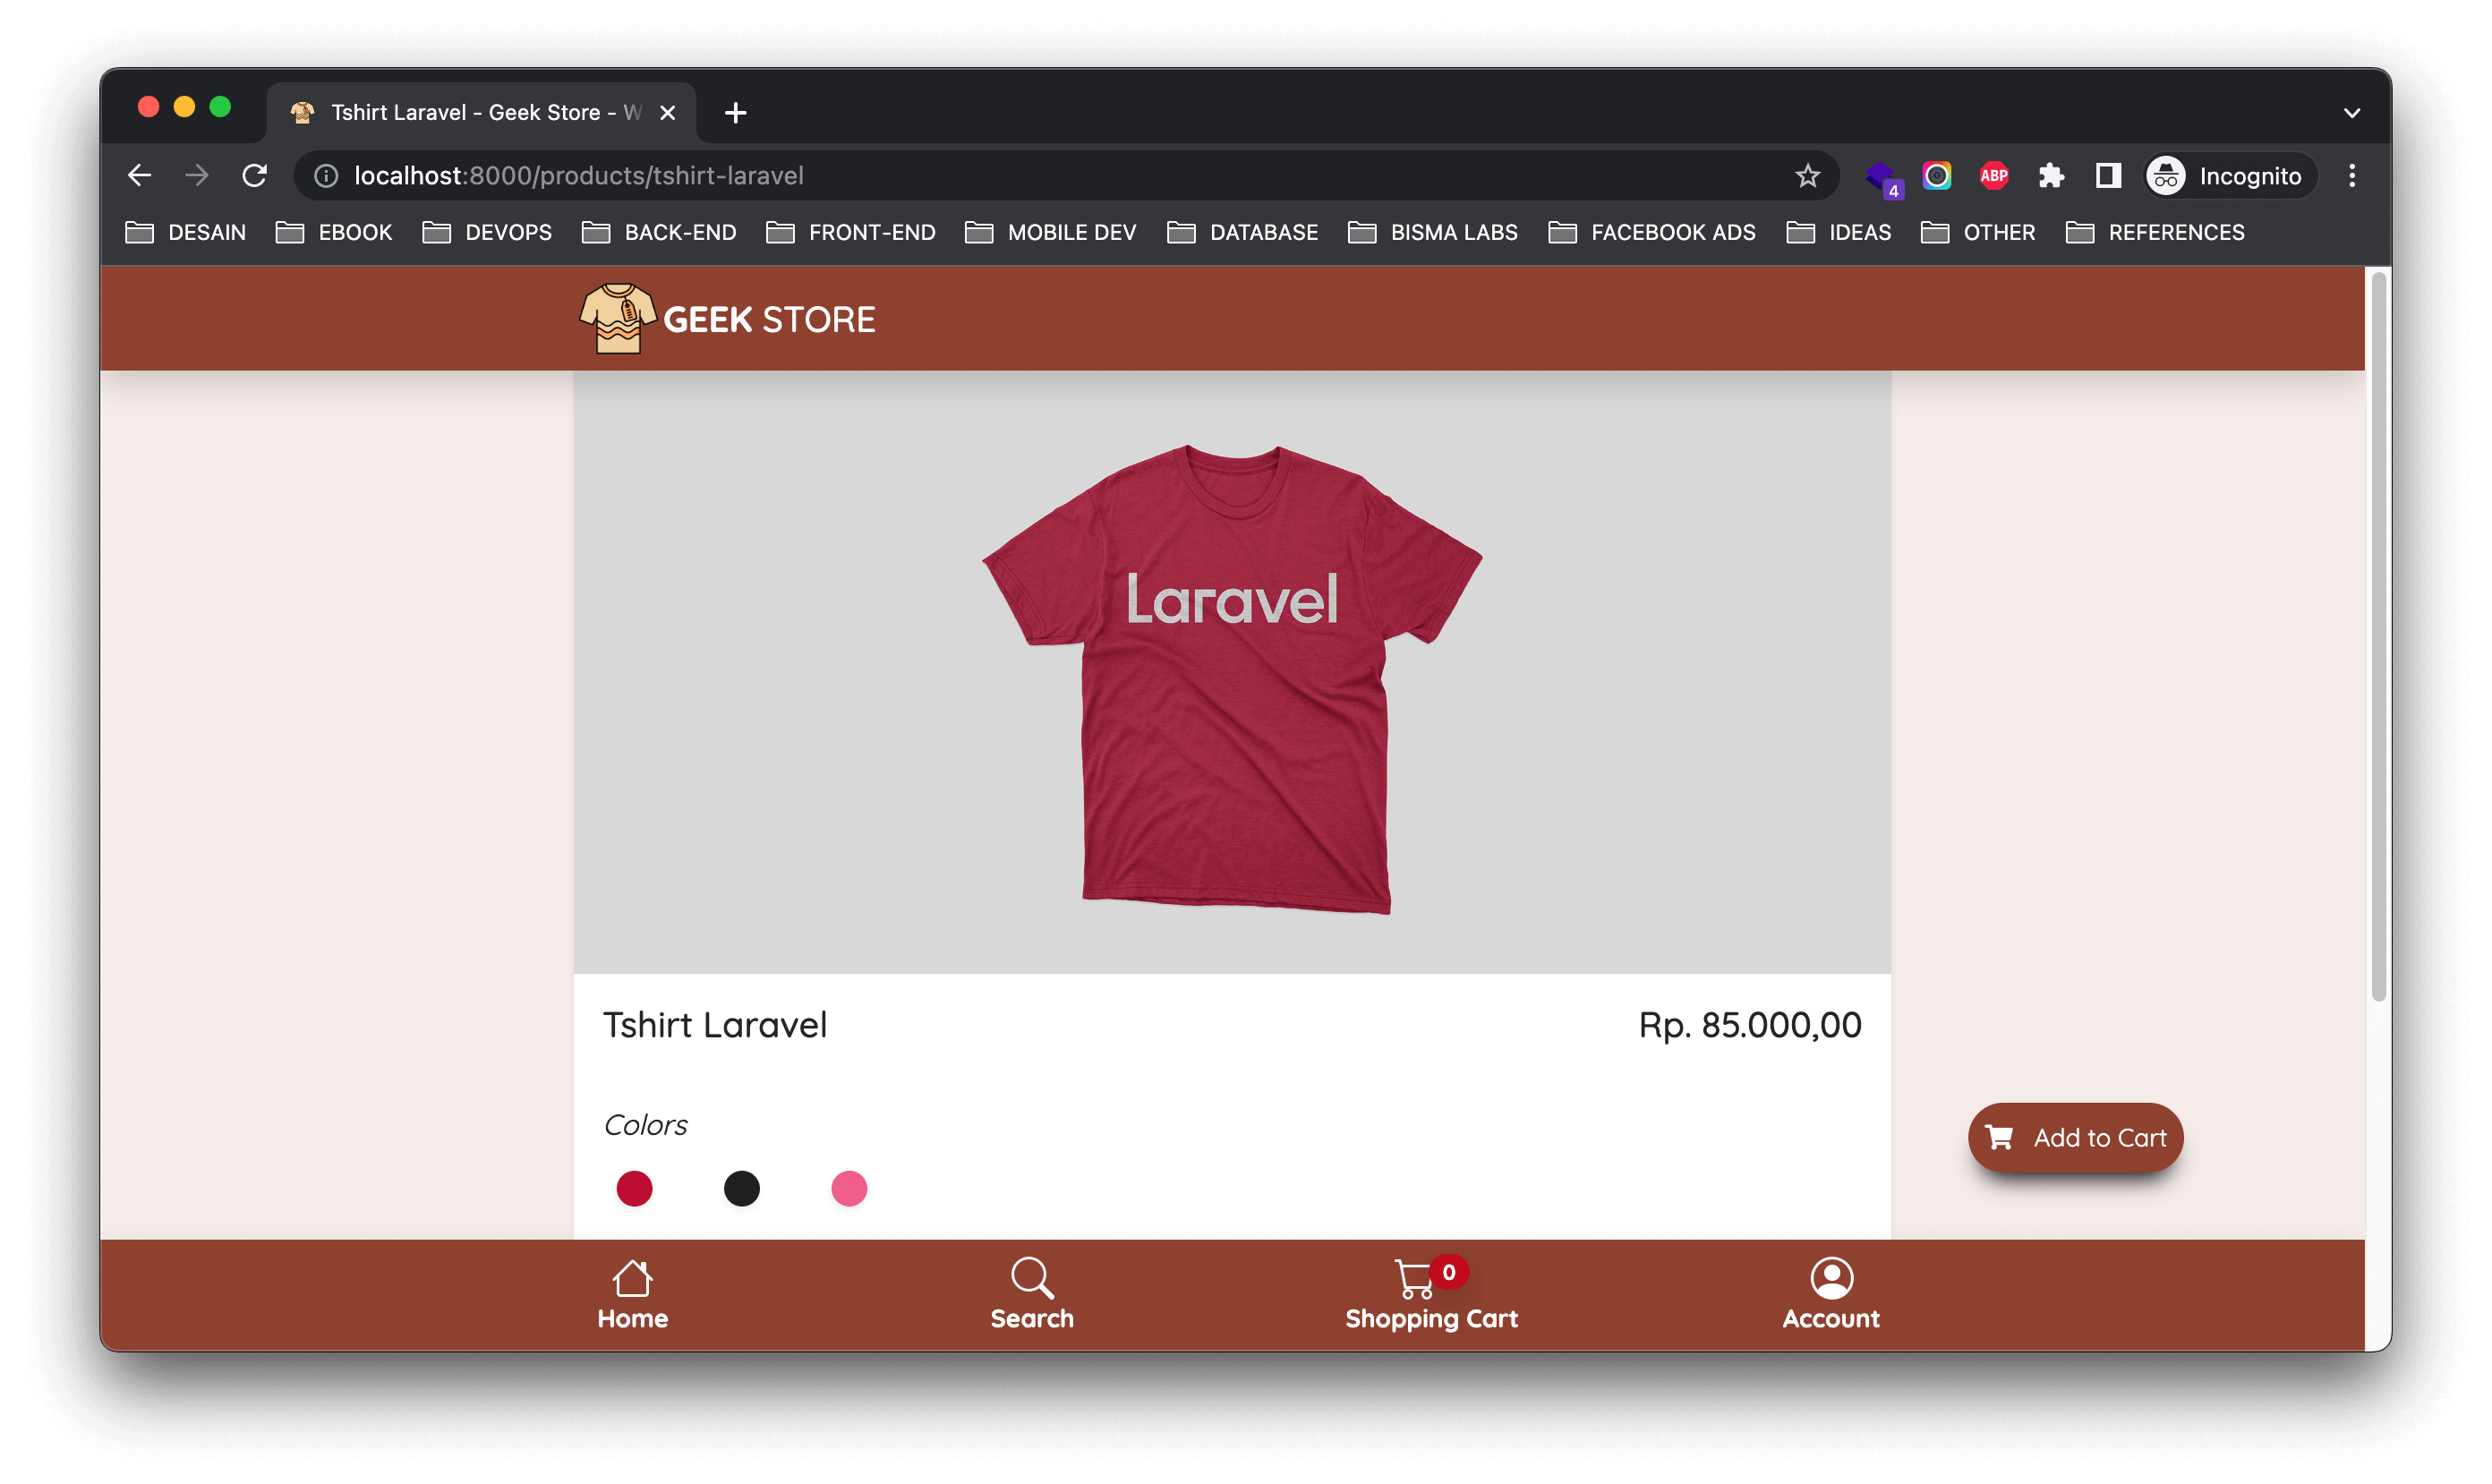 Tshirt Laravel - Geek Store - W
localhost:8000/products/tshirt-laravel
4
ABP
Incognito
DESAIN EBOOK DEVOPS BACK-END FRONT-END MOBILE DEV DATABASE BISMA LABS FACEBOOK ADS IDEAS OTHER REFERENCES
GEEK STORE
Laravel
Tshirt Laravel Rp. 85.000,00
Colors
Add to Cart
0
Home Search Shopping Cart Account